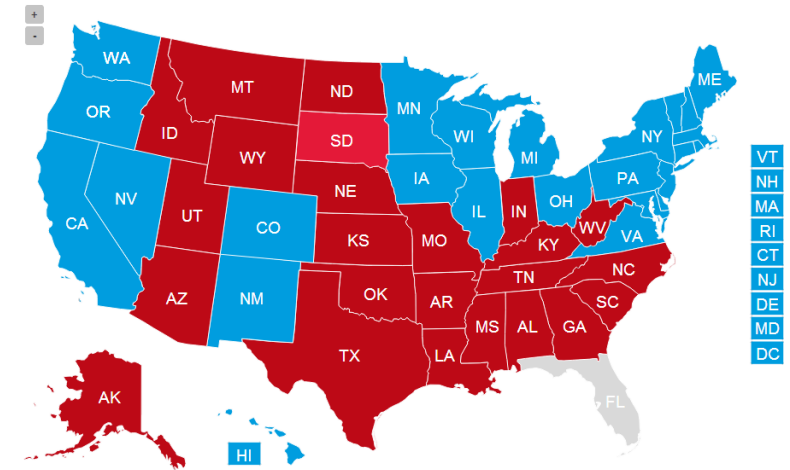 +
-
WA
MT
ND
ME
OR
MN
ID
SD
WI
NY
WY
MI
VT
IA
PA
NH
NE
NV
OH
MA
UT
IL
IN
CA
CO
WV
VA
RI
KS
MO
KY
CT
TN
NC
NJ
AZ
NM
OK
AR
SC
DE
MS
AL
GA
MD
TX
LA
DC
AK
FL
HI